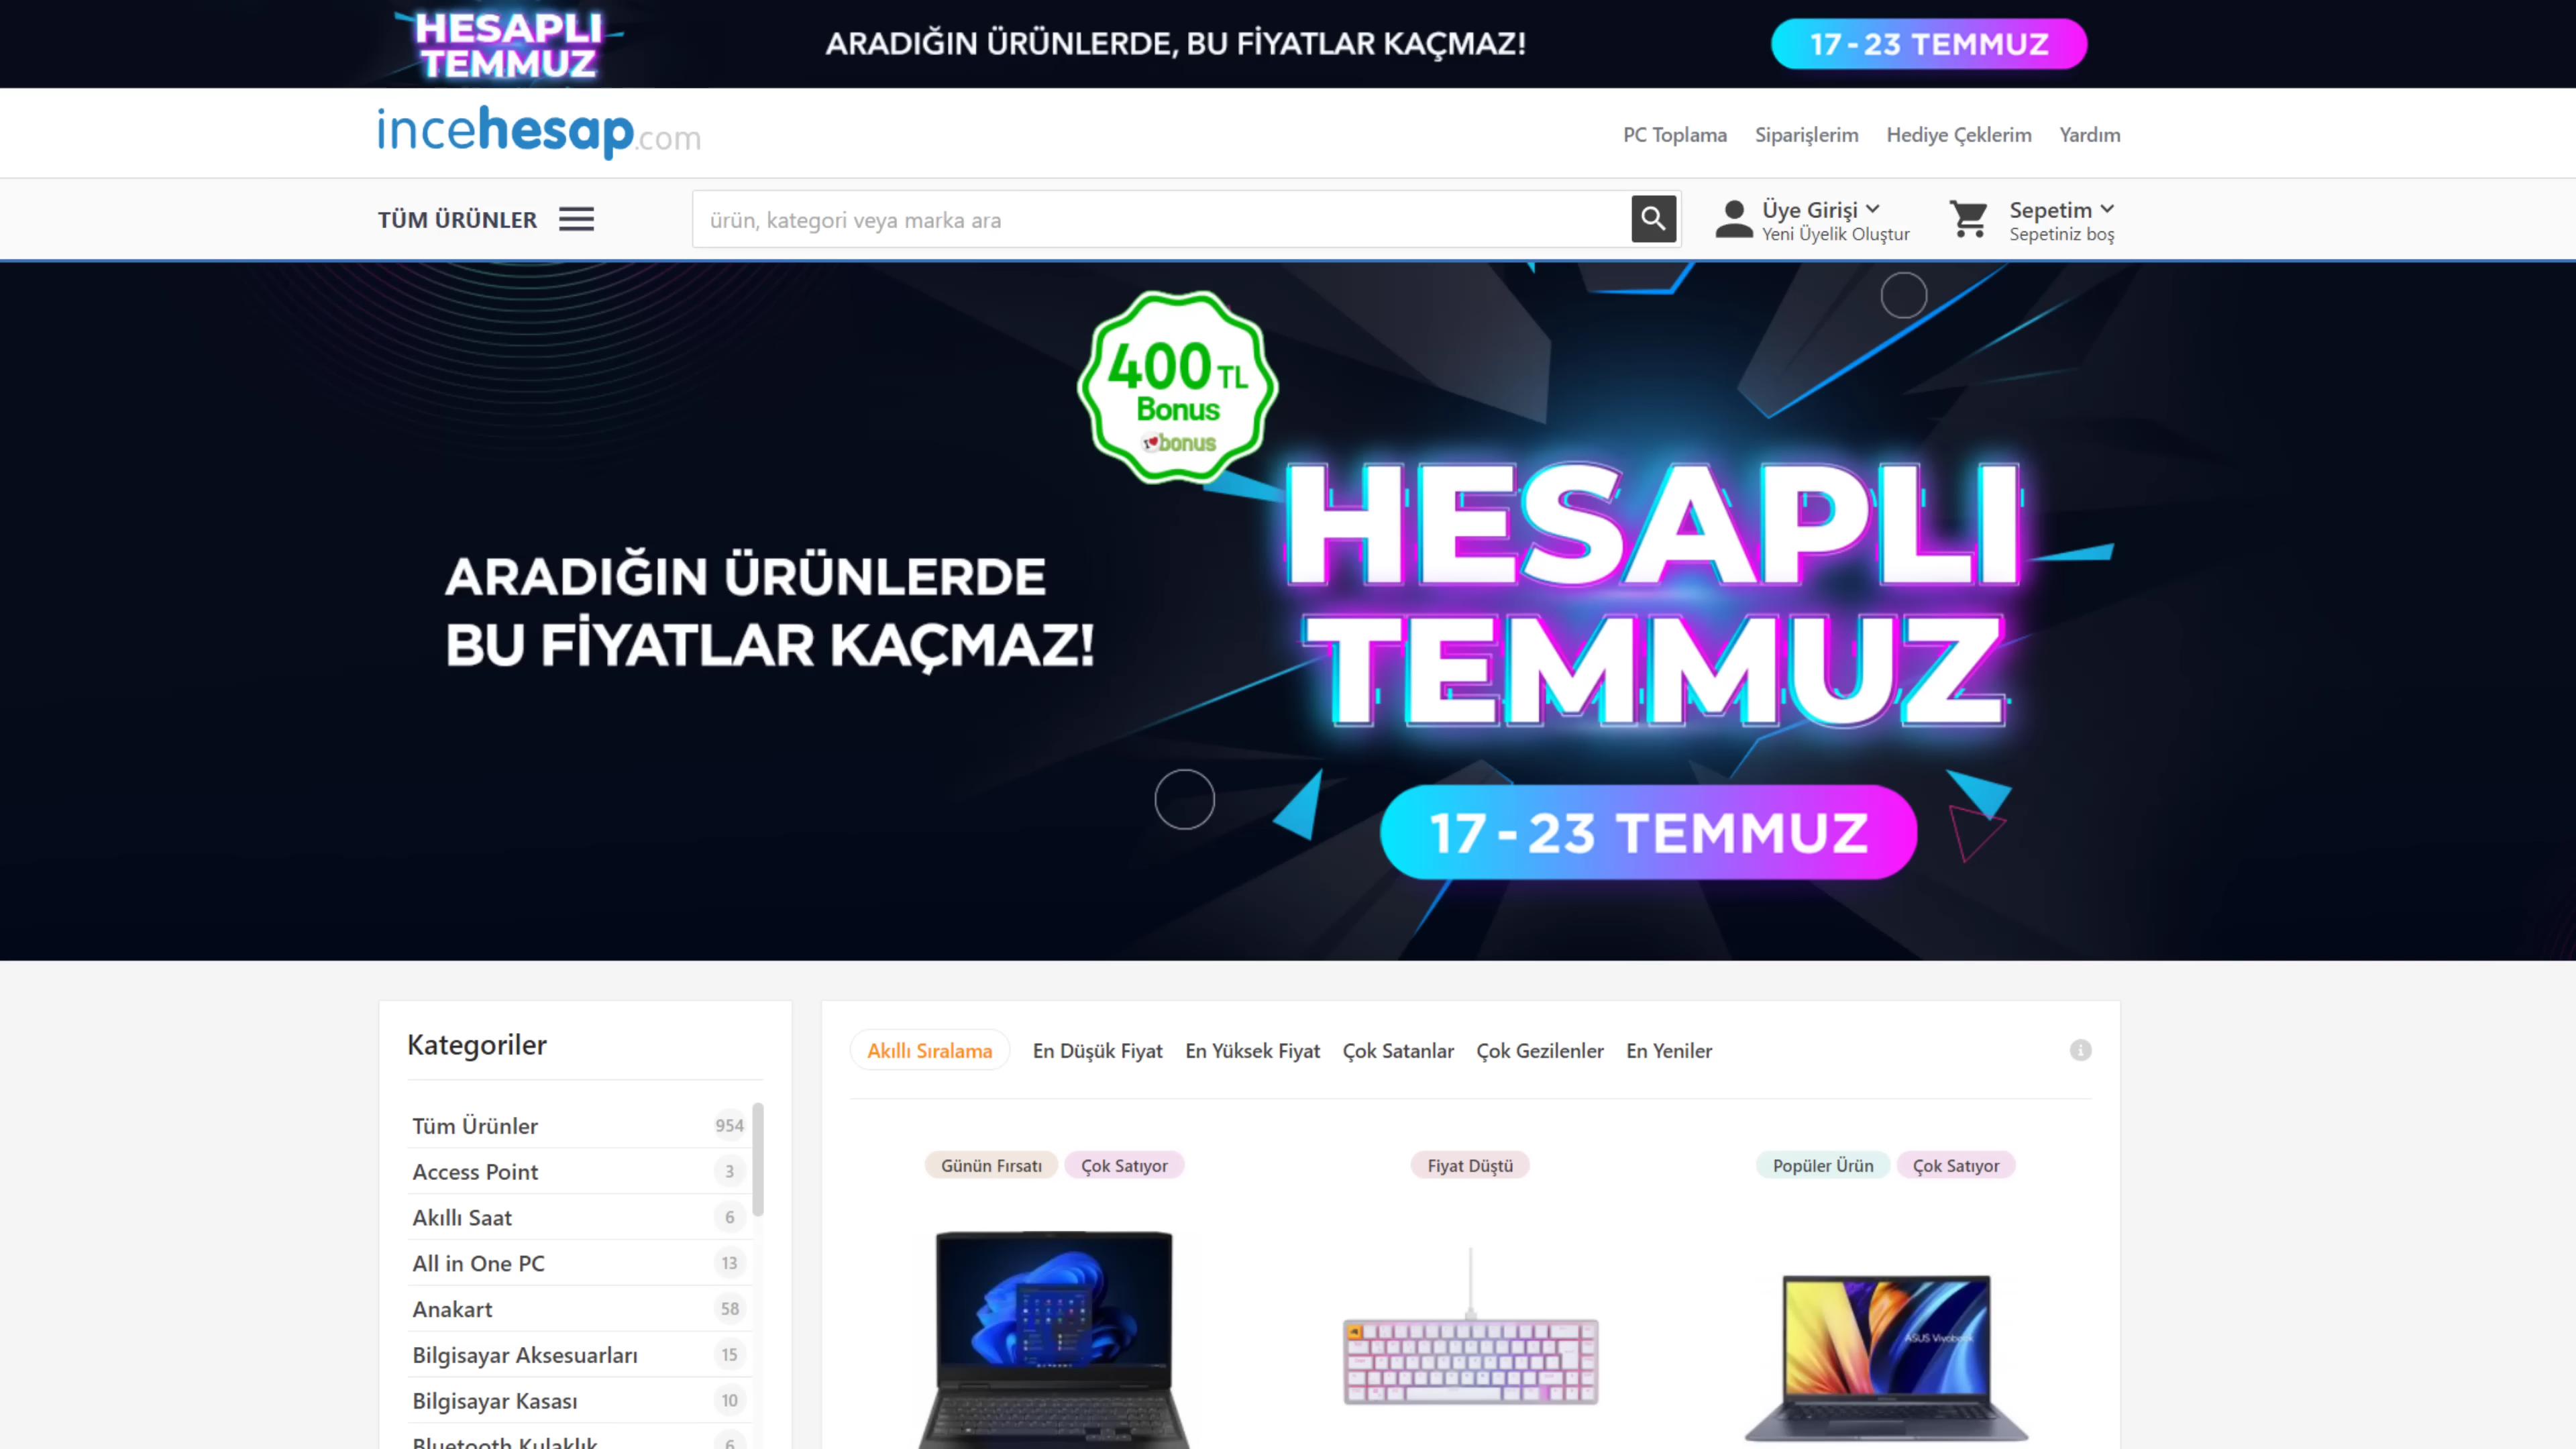 HESAPLI
TEMMUZ
ARADIĞIN ÜRÜNLERDE, BU FİYATLAR KAÇMAZ!
17 - 23 TEMMUZ
incehesap.com
PC Toplama
Siparişlerim
Hediye Çeklerim
Yardım
TÜM ÜRÜNLER
ürün, kategori veya marka ara
Üye Girişi
Yeni Üyelik Oluştur
Sepetim
Sepetiniz boş
400 TL
Bonus
bonus
ARADIĞIN ÜRÜNLERDE
BU FİYATLAR KAÇMAZ!
HESAPLI
TEMMUZ
17 - 23 TEMMUZ
Kategoriler
Tüm Ürünler 954
Access Point 3
Akıllı Saat 6
All in One PC 13
Anakart 58
Bilgisayar Aksesuarları 15
Bilgisayar Kasası 10
Bluetooth Kulaklık 6
Akıllı Sıralama
En Düşük Fiyat
En Yüksek Fiyat
Çok Satanlar
Çok Gezilenler
En Yeniler
Günün Fırsatı
Çok Satıyor
Fiyat Düştü
Popüler Ürün
Çok Satıyor
ASUS Vivobook